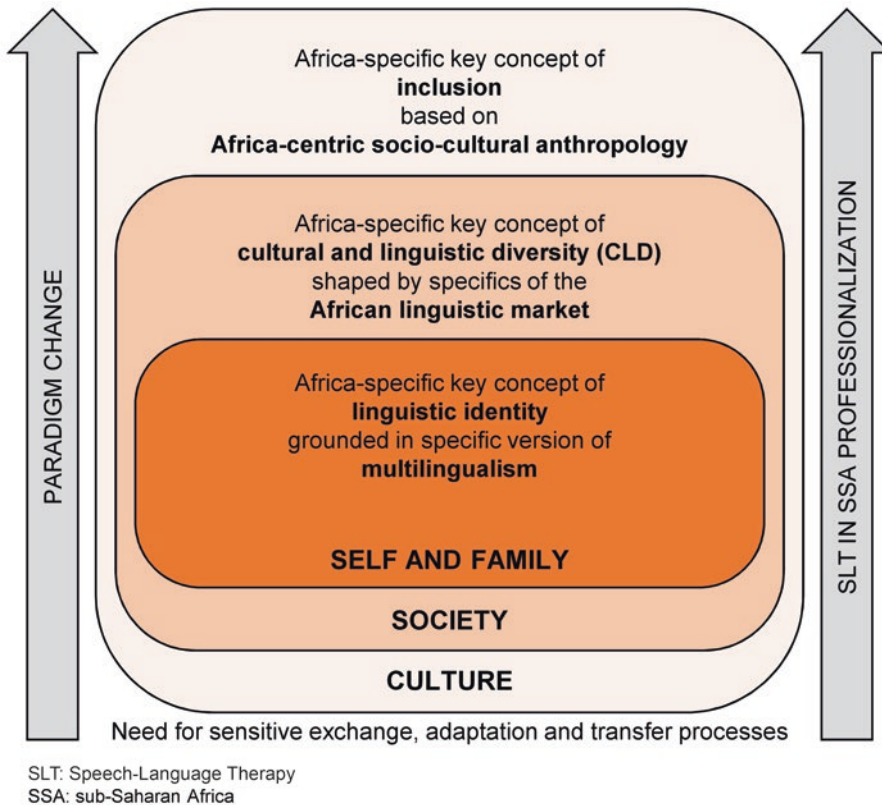 Africa-specific key concept of
inclusion
based on
Africa-centric socio-cultural anthropology
Africa-specific key concept of
cultural and linguistic diversity (CLD)
shaped by specifics of the
African linguistic market
Africa-specific key concept of
linguistic identity
grounded in specific version of
multilingualism
SELF AND FAMILY
SOCIETY
CULTURE
PARADIGM CHANGE
SLT IN SSA PROFESSIONALIZATION
Need for sensitive exchange, adaptation and transfer processes
SLT: Speech-Language Therapy
SSA: sub-Saharan Africa